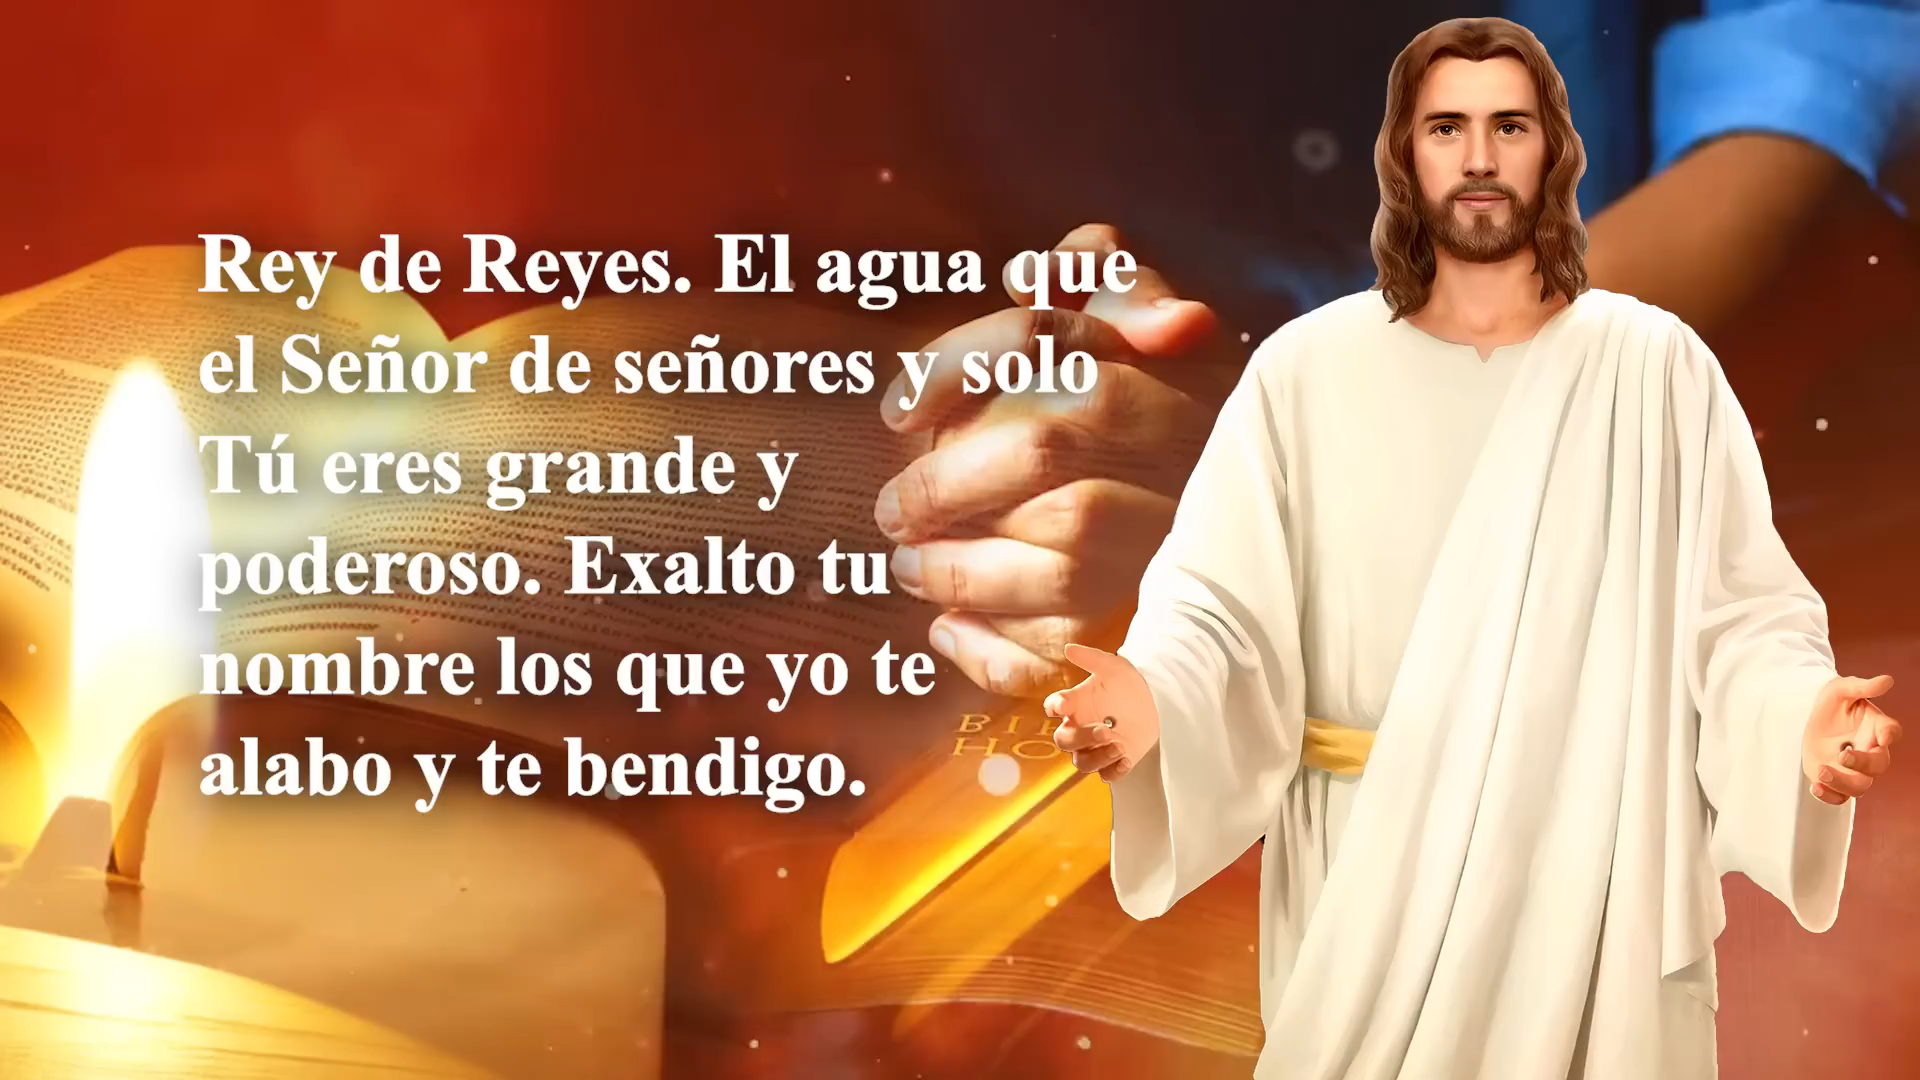 Rey de Reyes. El agua que
el Señor de señores y solo
Tú eres grande y
poderoso. Exalto tu
nombre los que yo te
alabo y te bendigo.